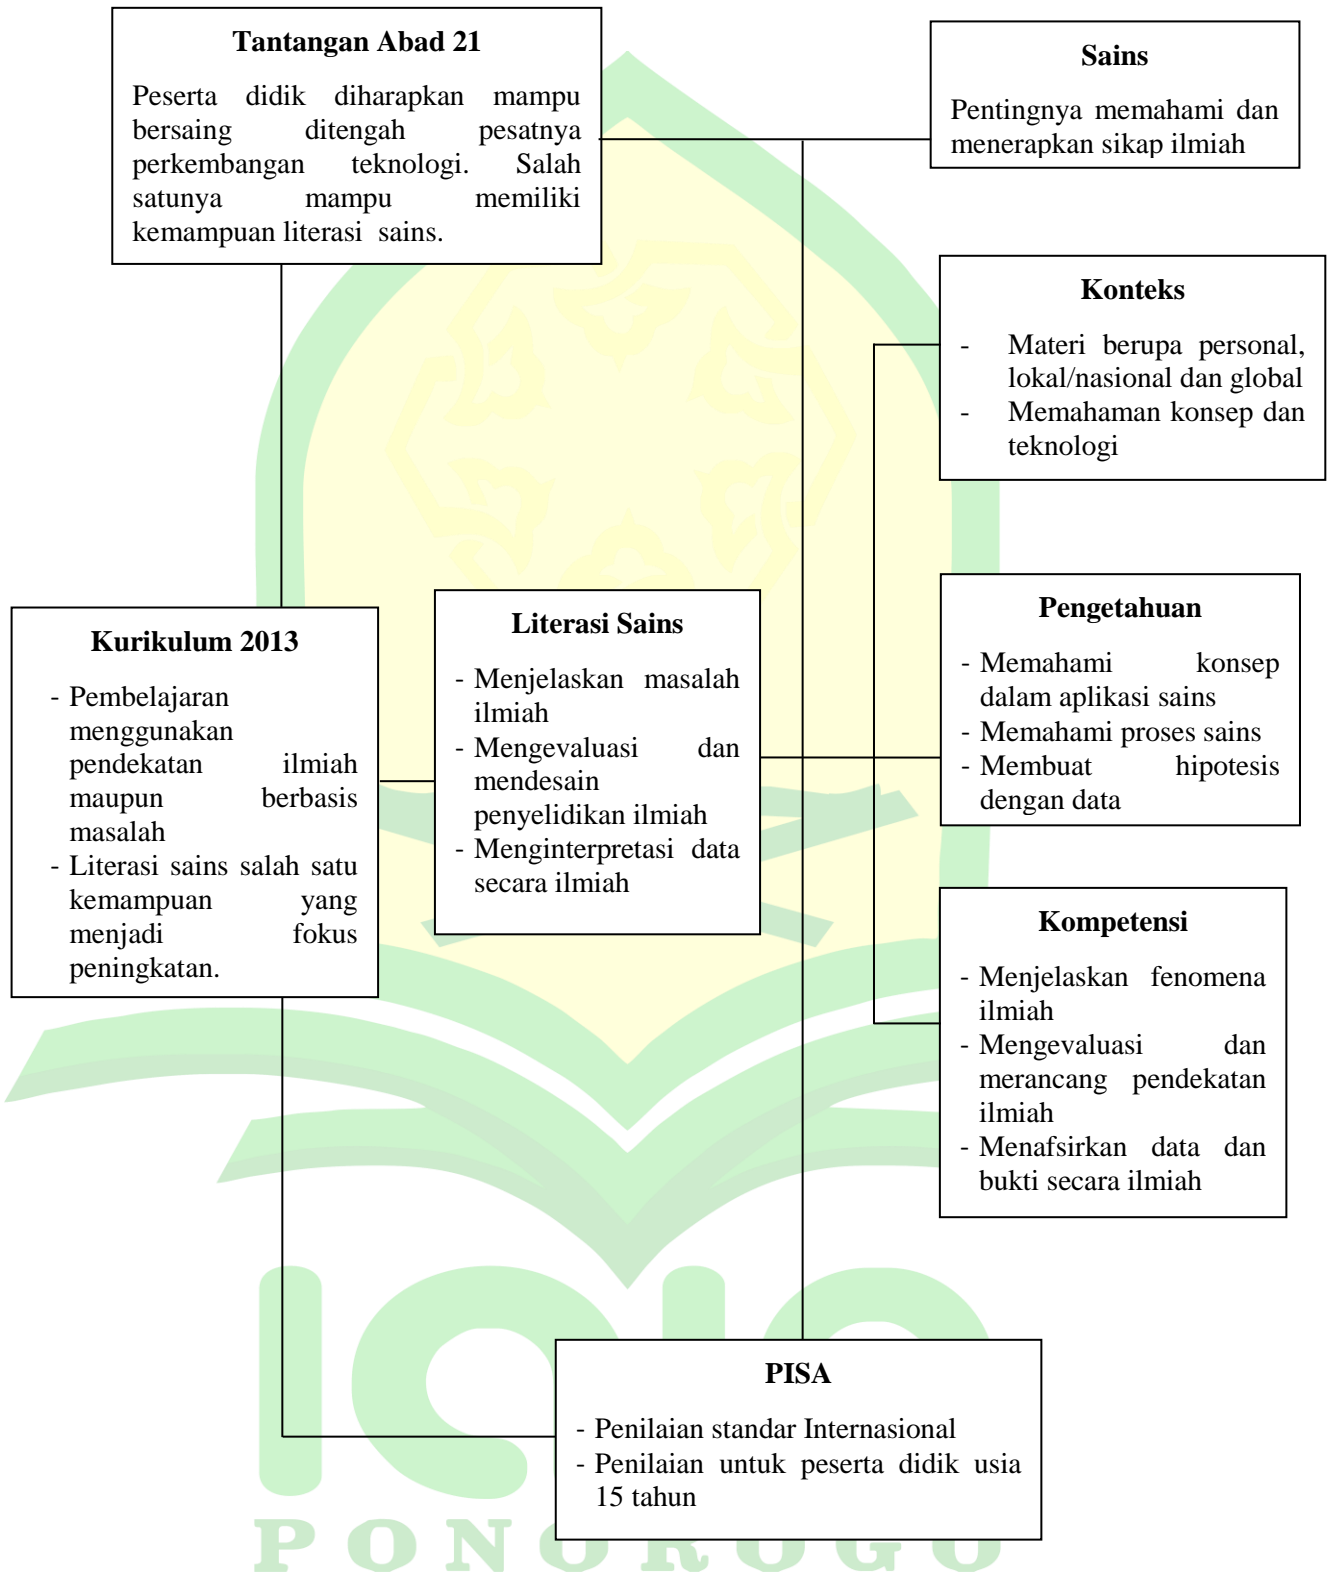 Tantangan Abad 21
Peserta didik diharapkan mampu
bersaing ditengah pesatnya
perkembangan teknologi. Salah
satunya mampu memiliki
kemampuan literasi sains.
Sains
Pentingnya memahami dan
menerapkan sikap ilmiah
Konteks
- Materi berupa personal,
lokal/nasional dan global
- Memahaman konsep dan
teknologi
Kurikulum 2013
- Pembelajaran
menggunakan
pendekatan ilmiah
maupun berbasis
masalah
- Literasi sains salah satu
kemampuan yang
menjadi fokus
peningkatan.
Literasi Sains
- Menjelaskan masalah
ilmiah
- Mengevaluasi dan
mendesain
penyelidikan ilmiah
- Menginterpretasi data
secara ilmiah
Pengetahuan
- Memahami konsep
dalam aplikasi sains
- Memahami proses sains
- Membuat hipotesis
dengan data
Kompetensi
- Menjelaskan fenomena
ilmiah
- Mengevaluasi dan
merancang pendekatan
ilmiah
- Menafsirkan data dan
bukti secara ilmiah
PISA
- Penilaian standar Internasional
- Penilaian untuk peserta didik usia
15 tahun
PONOROGO